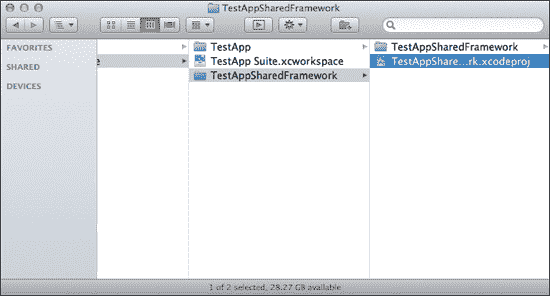 TestAppSharedFramework
FAVORITES
SHARED
DEVICES
e
TestApp
TestApp Suite.xcworkspace
TestAppSharedFramework
TestAppSharedFramework
TestAppShare...rk.xcodeproj
1 of 2 selected, 28.27 GB available